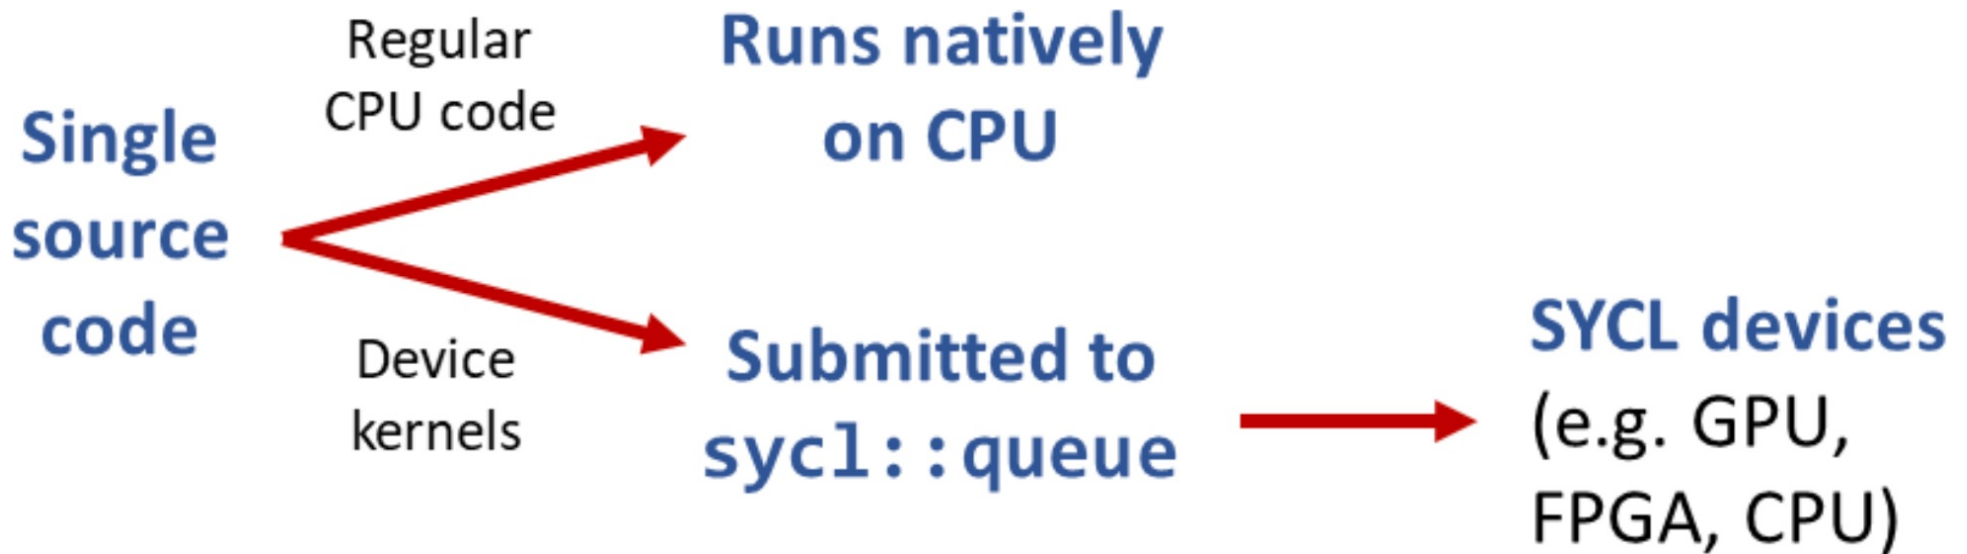 Single
source
code
Regular
CPU code
Runs natively
on CPU
Device
kernels
Submitted to
sycl::queue
SYCL devices
(e.g. GPU,
FPGA, CPU)